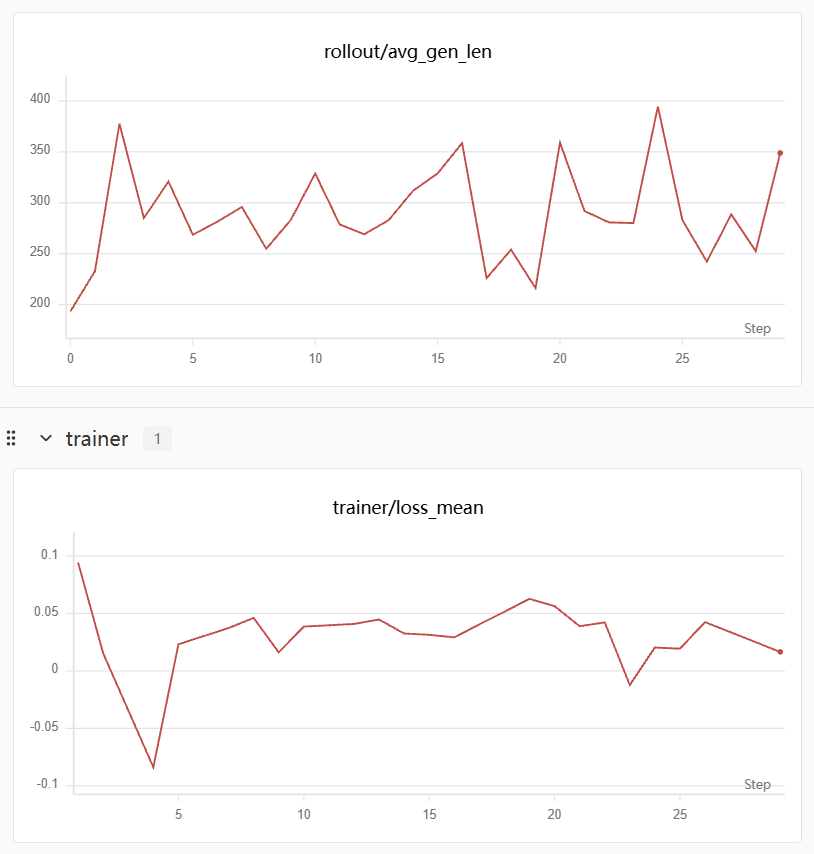 rollout/avg_gen_len
400
350
300
250
200
Step
0 5 10 15 20 25
trainer 1
trainer/loss_mean
0.1
0.05
0
-0.05
-0.1
Step
5 10 15 20 25